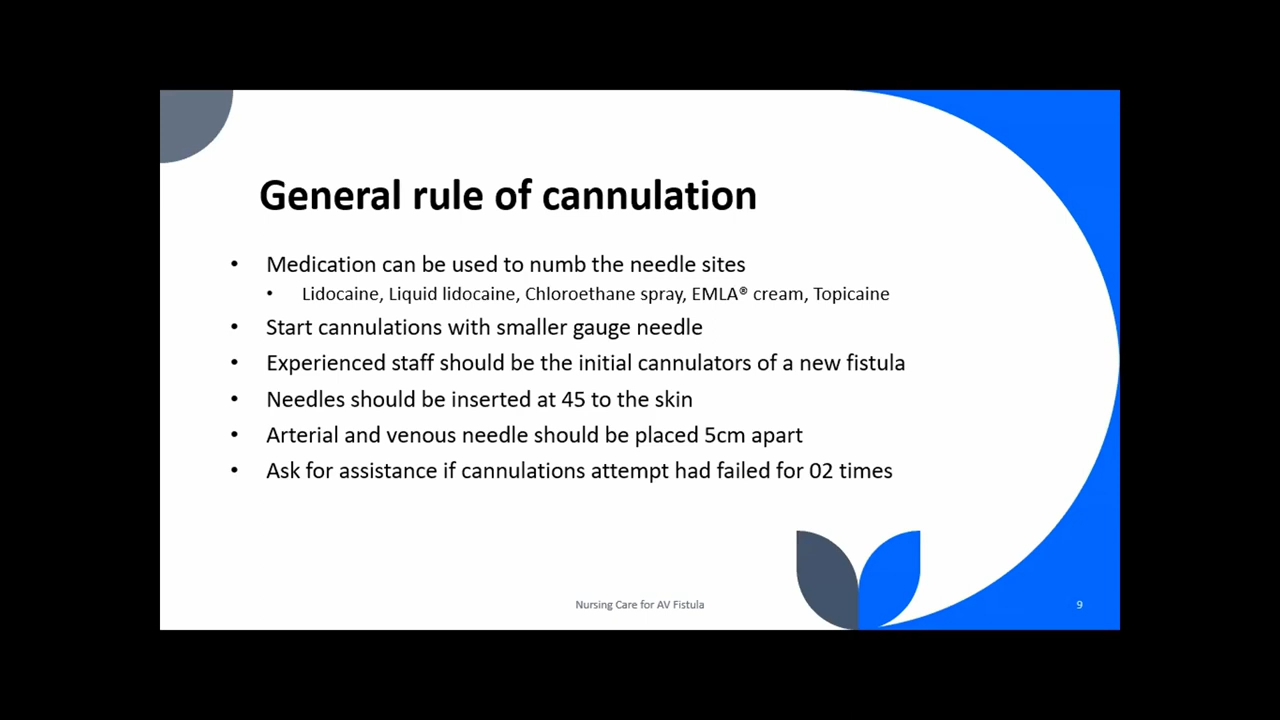 General rule of cannulation
• Medication can be used to numb the needle sites
• Lidocaine, Liquid lidocaine, Chloroethane spray, EMLA® cream, Topicaine
• Start cannulations with smaller gauge needle
• Experienced staff should be the initial cannulators of a new fistula
• Needles should be inserted at 45 to the skin
• Arterial and venous needle should be placed 5cm apart
• Ask for assistance if cannulations attempt had failed for 02 times
Nursing Care for AV Fistula
9